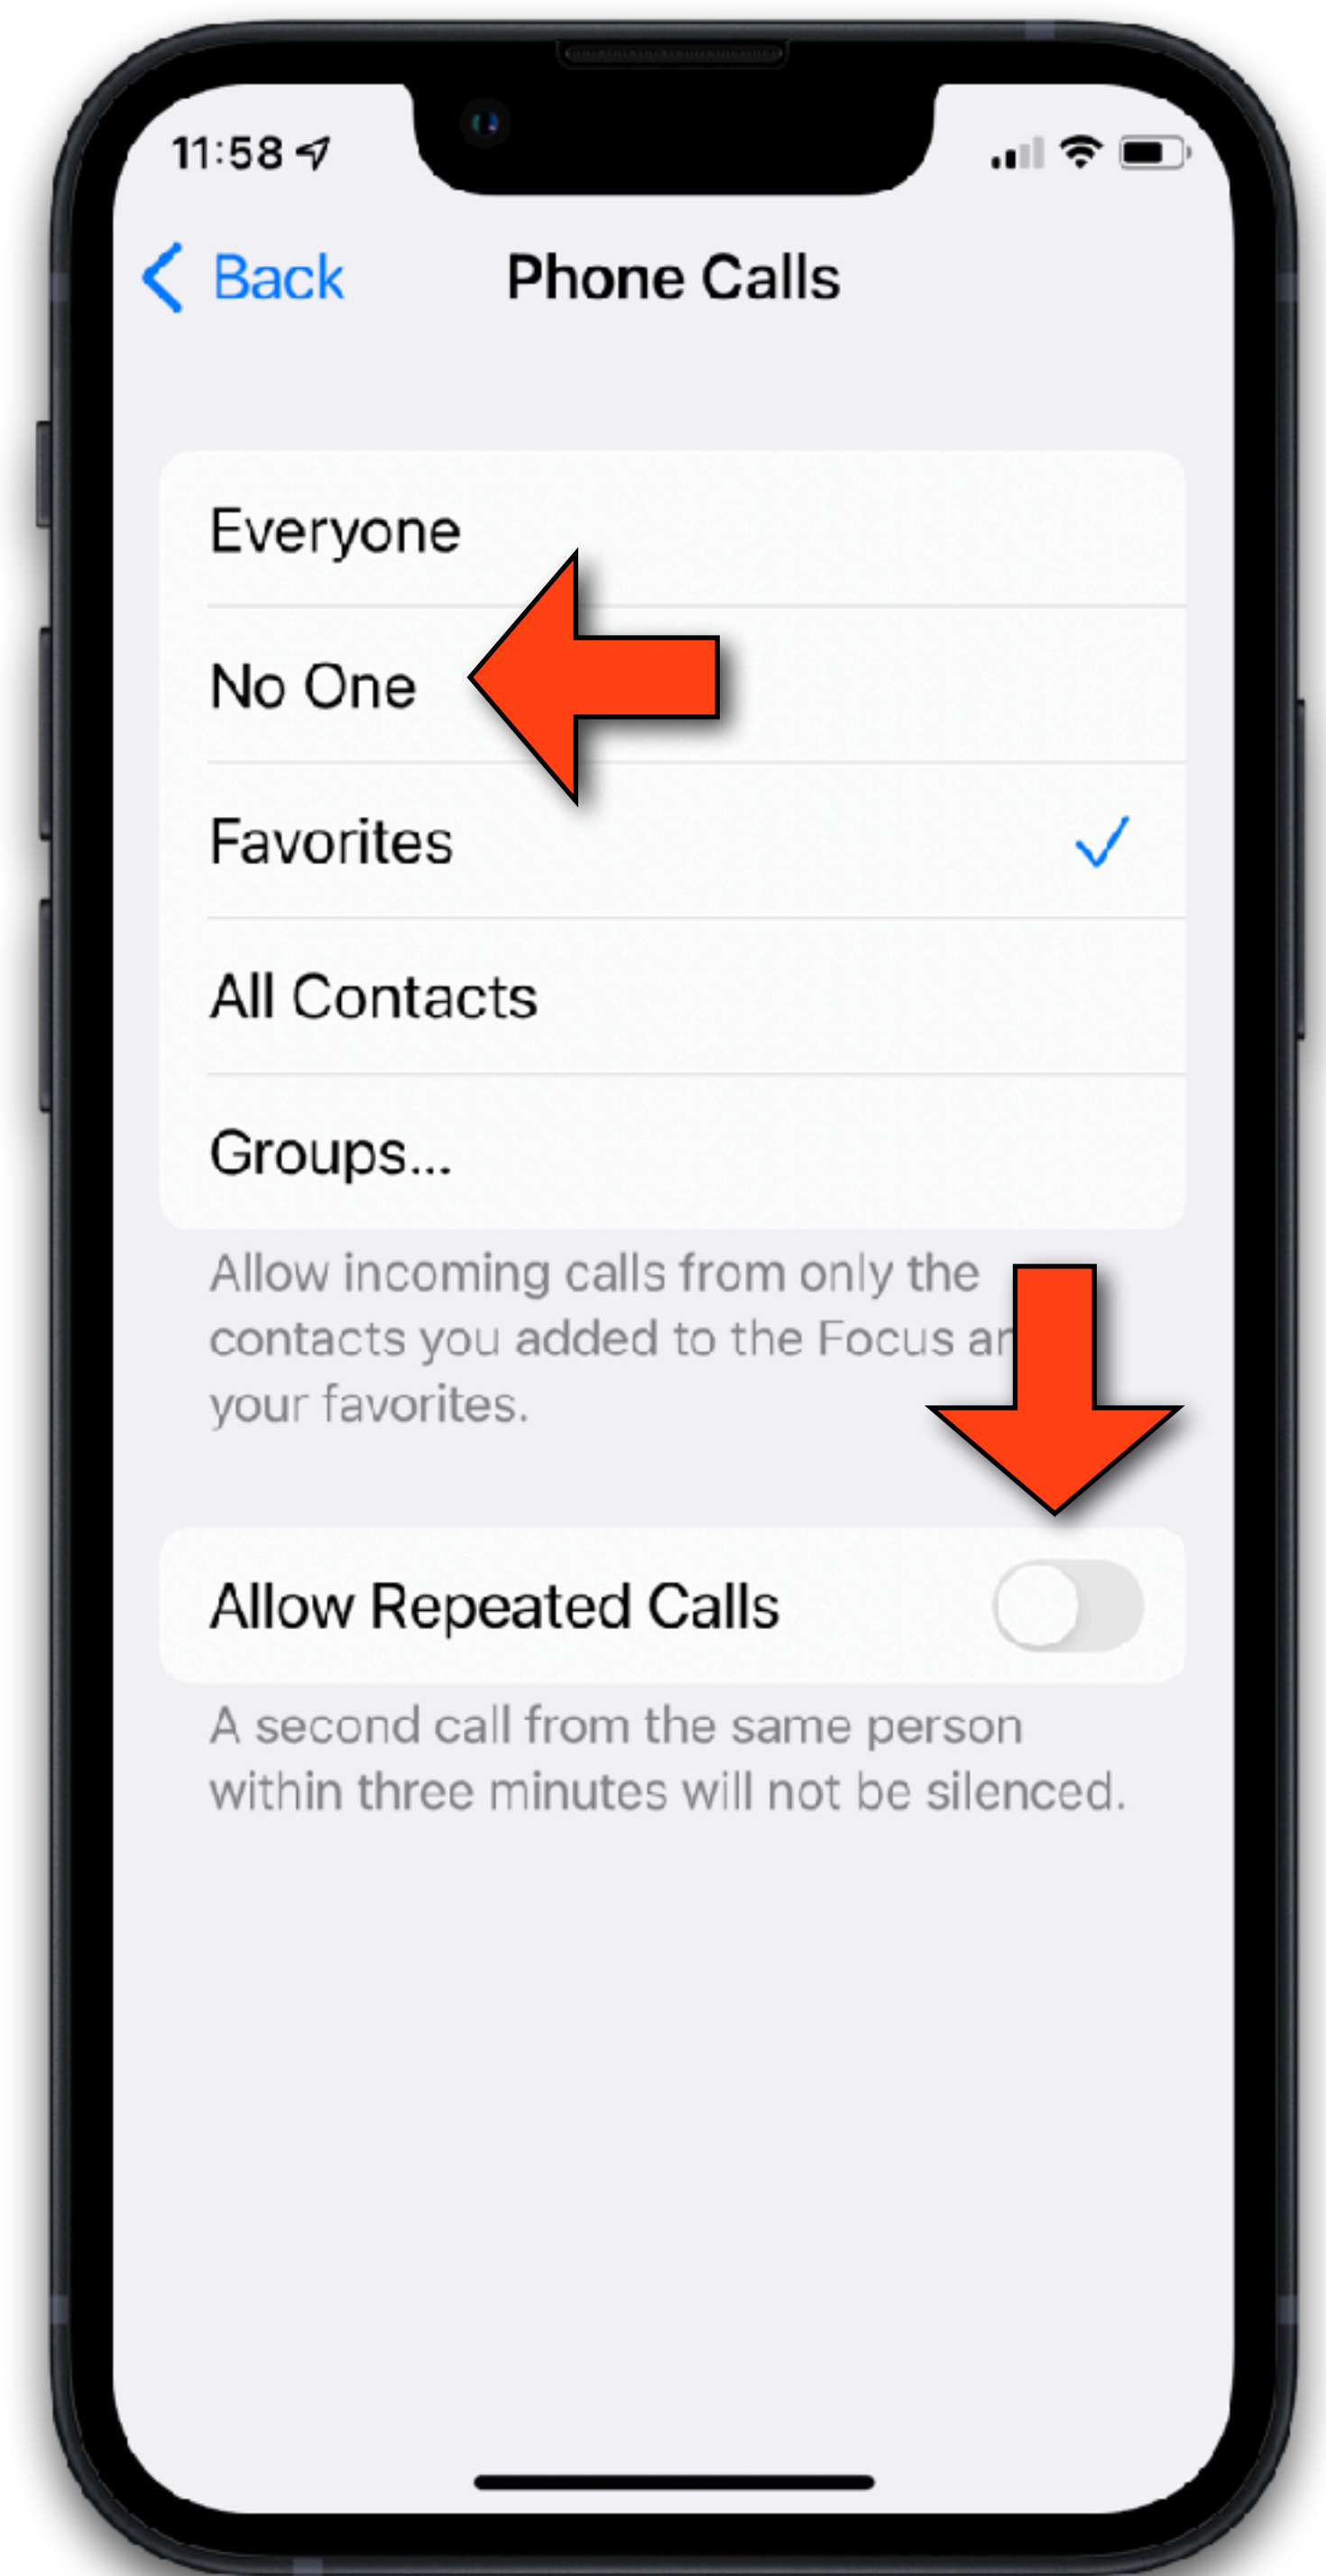 11:58
Back
Phone Calls
Everyone
No One
Favorites
All Contacts
Groups...
Allow incoming calls from only the
contacts you added to the Focus
your favorites.
Allow Repeated Calls
A second call from the same person
within three minutes will not be silenced.